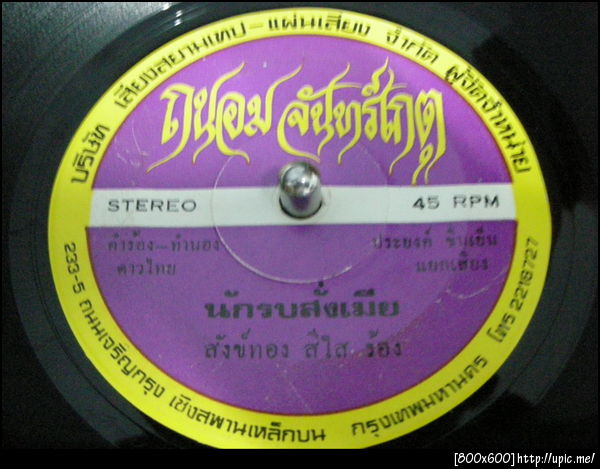 บริษัท เสียงสยามเทป-แผ่นเสียง จำกัด ผู้จัดจำหน่าย
ถนอม จันทร์เกตุ
STEREO 45 RPM
คำร้อง-ทำนอง ประยงค์ ชื่นเย็น
ดาวไทย แยกเสียง
นักรบสั่งเมีย
สังข์ทอง สีใส ร้อง
233-5 ถนนเจริญกรุง เชิงสพานเหล็กบน กรุงเทพมหานคร โทร 2218727
[800x600]http://upic.me/